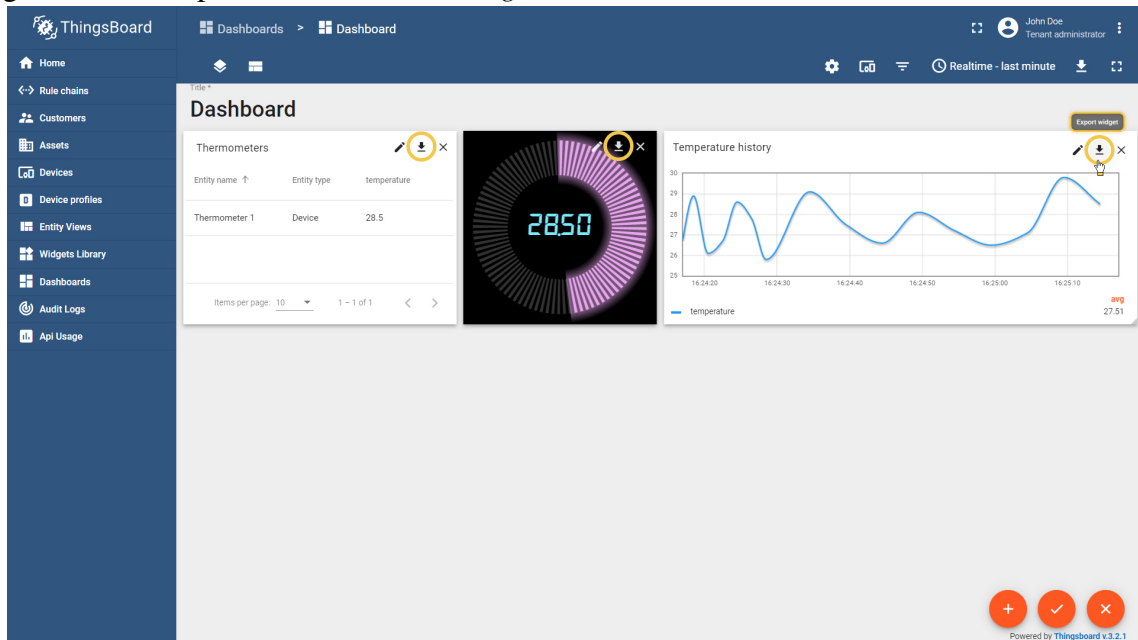 ThingsBoard
Dashboards > Dashboard
John Doe
Tenant administrator
Home
Rule chains
Customers
Assets
Devices
Device profiles
Entity Views
Widgets Library
Dashboards
Audit Logs
Api Usage
Realtime - last minute
Title *
Dashboard
Export widget
Thermometers
Entity name ↑ Entity type temperature
Thermometer 1 Device 28.5
Items per page: 10 1 – 1 of 1
28.50
Temperature history
30
29
28
27
26
25
16:24:20 16:24:30 16:24:40 16:24:50 16:25:00 16:25:10
avg
temperature 27.51
Powered by Thingsboard v.3.2.1